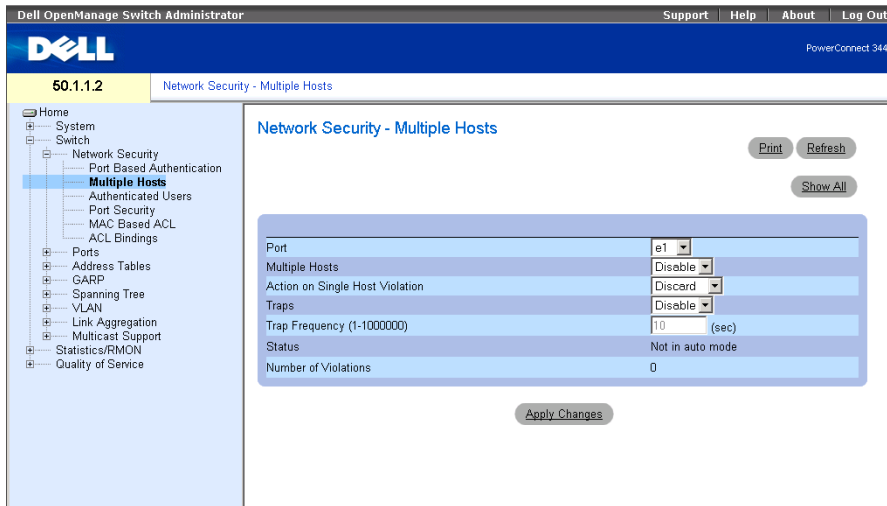 Dell OpenManage Switch Administrator
Support Help About Log Out
DELL
PowerConnect 344
50.1.1.2
Network Security - Multiple Hosts
Home
System
Switch
Network Security
Port Based Authentication
Multiple Hosts
Authenticated Users
Port Security
MAC Based ACL
ACL Bindings
Ports
Address Tables
GARP
Spanning Tree
VLAN
Link Aggregation
Multicast Support
Statistics/RMON
Quality of Service
Network Security - Multiple Hosts
Print Refresh
Show All
Port e1
Multiple Hosts Disable
Action on Single Host Violation Discard
Traps Disable
Trap Frequency (1-1000000) 10 (sec)
Status Not in auto mode
Number of Violations 0
Apply Changes